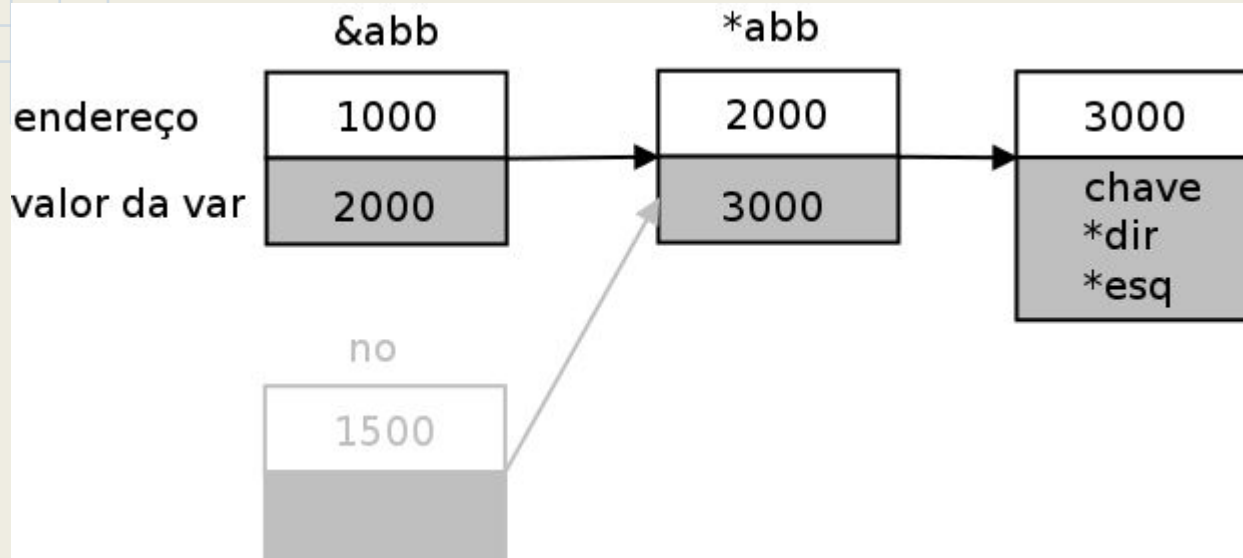 &abb *abb
endereço 1000 2000 3000
valor da var 2000 3000 chave
*dir
*esq
no
1500